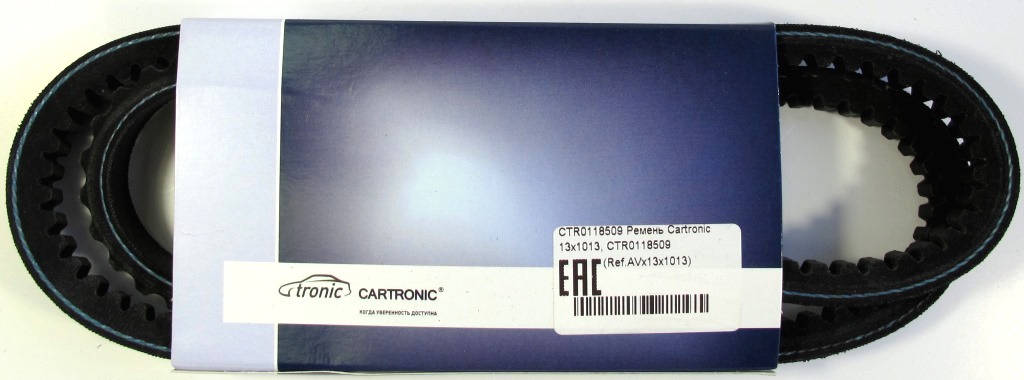 CTR0118509 Ремень Cartronic
13x1013, CTR0118509
(Ref.AVx13x1013)
EAC
tronic CARTRONIC®
КОГДА УВЕРЕННОСТЬ ДОСТУПНА